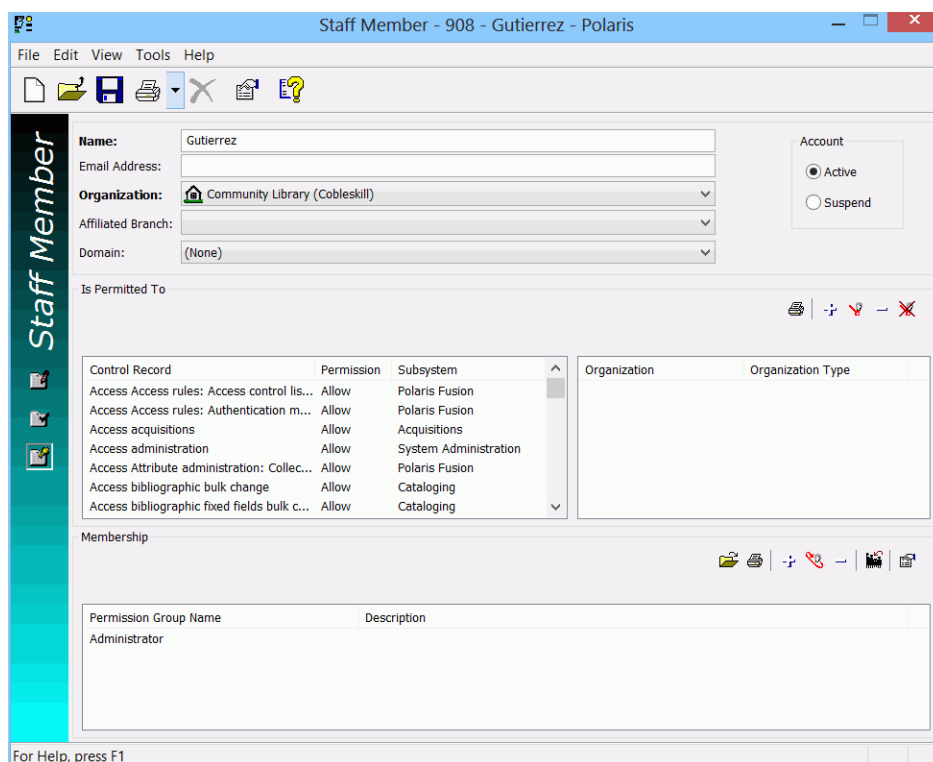 Staff Member - 908 - Gutierrez - Polaris
File Edit View Tools Help
Staff Member
Name: Gutierrez
Email Address:
Organization: Community Library (Cobleskill)
Affiliated Branch:
Domain: (None)
Account
Active
Suspend
Is Permitted To
Control Record Permission Subsystem
Access Access rules: Access control lis... Allow Polaris Fusion
Access Access rules: Authentication m... Allow Polaris Fusion
Access acquisitions Allow Acquisitions
Access administration Allow System Administration
Access Attribute administration: Collec... Allow Polaris Fusion
Access bibliographic bulk change Allow Cataloging
Access bibliographic fixed fields bulk c... Allow Cataloging
Organization Organization Type
Membership
Permission Group Name Description
Administrator
For Help, press F1